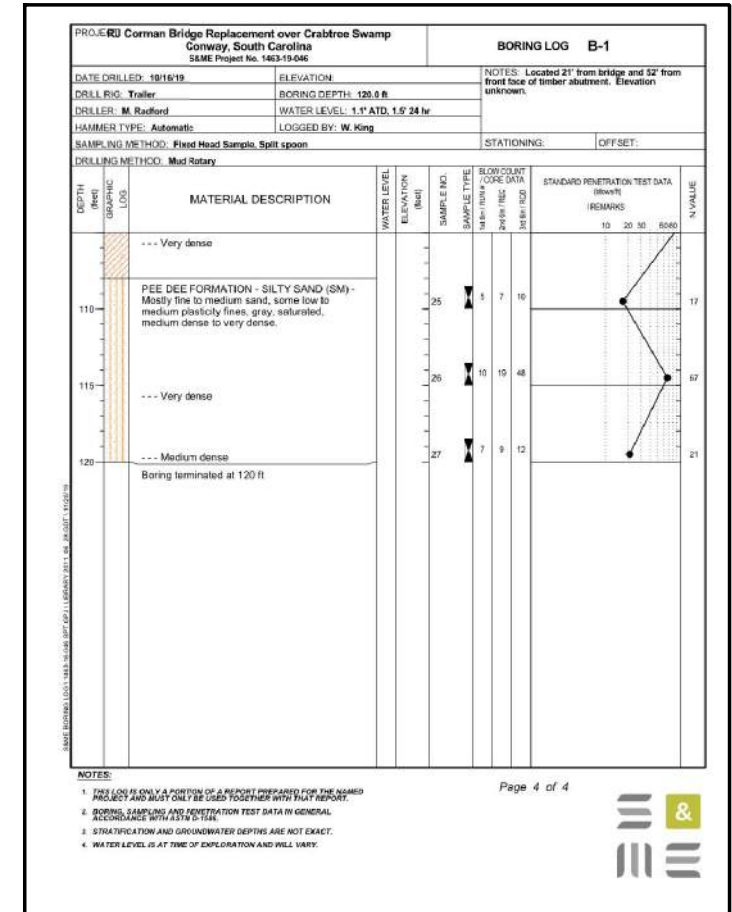 PROJERU Corman Bridge Replacement over Crabtree Swamp
Conway, South Carolina
S&ME Project No. 1463-19-046
BORING LOG B-1
DATE DRILLED: 10/16/19
ELEVATION:
NOTES: Located 21' from bridge and 52' from
front face of timber abutment. Elevation
unknown.
DRILL RIG: Trailer
BORING DEPTH: 120.0 ft
DRILLER: M. Radford
WATER LEVEL: 1.1' ATD, 1.5' 24 hr
HAMMER TYPE: Automatic
LOGGED BY: W. King
SAMPLING METHOD: Fixed Head Sample, Split spoon
STATIONING:
OFFSET:
DRILLING METHOD: Mud Rotary
DEPTH
(feet)
GRAPHIC
LOG
MATERIAL DESCRIPTION
WATER LEVEL
ELEVATION
(feet)
SAMPLE NO.
SAMPLE TYPE
BLOW COUNT
/ CORE DATA
1st 6in / RUN #
2nd 6in / REC
3rd 6in / RQD
STANDARD PENETRATION TEST DATA
(blows/ft)
/REMARKS
10 20 30 6080
N VALUE
--- Very dense
PEE DEE FORMATION - SILTY SAND (SM) -
Mostly fine to medium sand, some low to
medium plasticity fines, gray, saturated,
medium dense to very dense.
110
25 5 7 10 17
115
26 10 19 48 67
--- Very dense
--- Medium dense
120
27 7 9 12 21
Boring terminated at 120 ft
NOTES:
1. THIS LOG IS ONLY A PORTION OF A REPORT PREPARED FOR THE NAMED
PROJECT AND MUST ONLY BE USED TOGETHER WITH THAT REPORT.
2. BORING, SAMPLING AND PENETRATION TEST DATA IN GENERAL
ACCORDANCE WITH ASTM D-1586.
3. STRATIFICATION AND GROUNDWATER DEPTHS ARE NOT EXACT.
4. WATER LEVEL IS AT TIME OF EXPLORATION AND WILL VARY.
Page 4 of 4
&